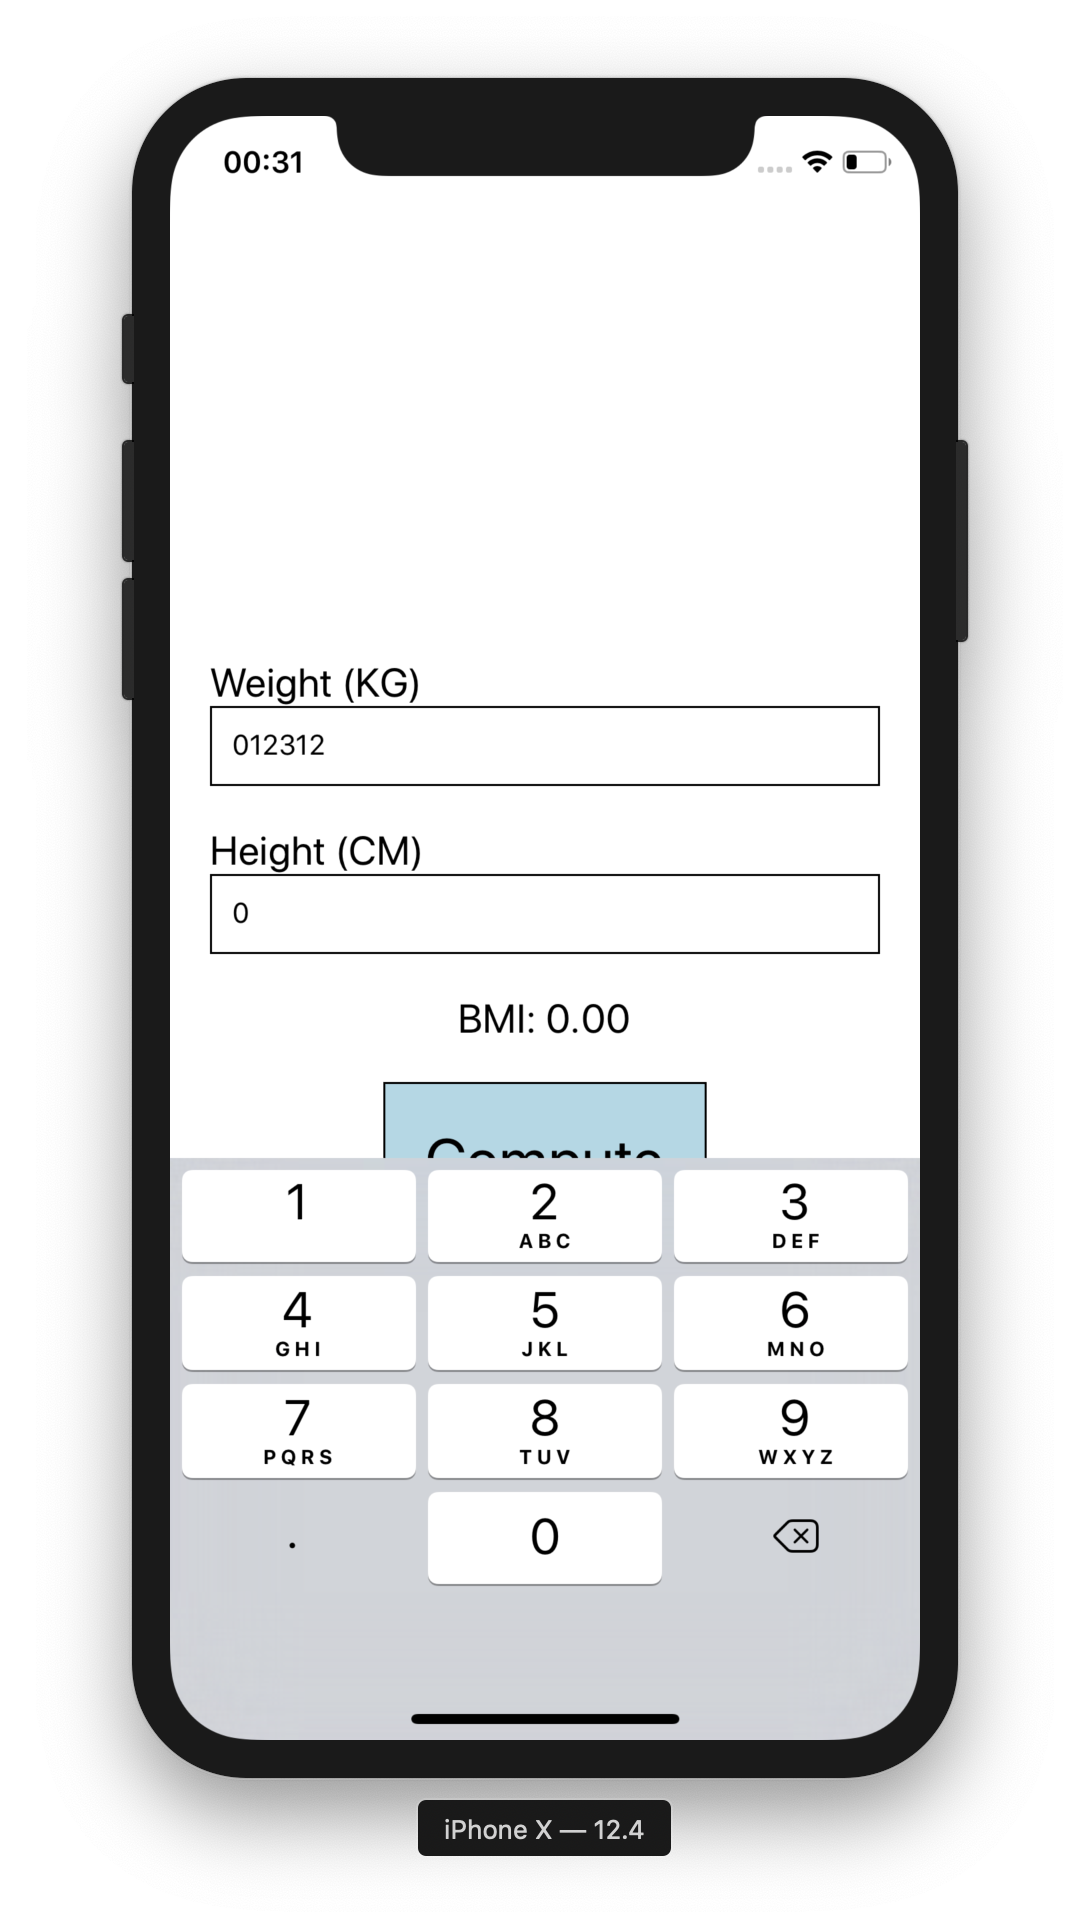 00:31
Weight (KG)
012312
Height (CM)
0
BMI: 0.00
Compute
1 2 3
ABC DEF
4 5 6
GHI JKL MNO
7 8 9
PQRS TUV WXYZ
. 0
iPhone X — 12.4